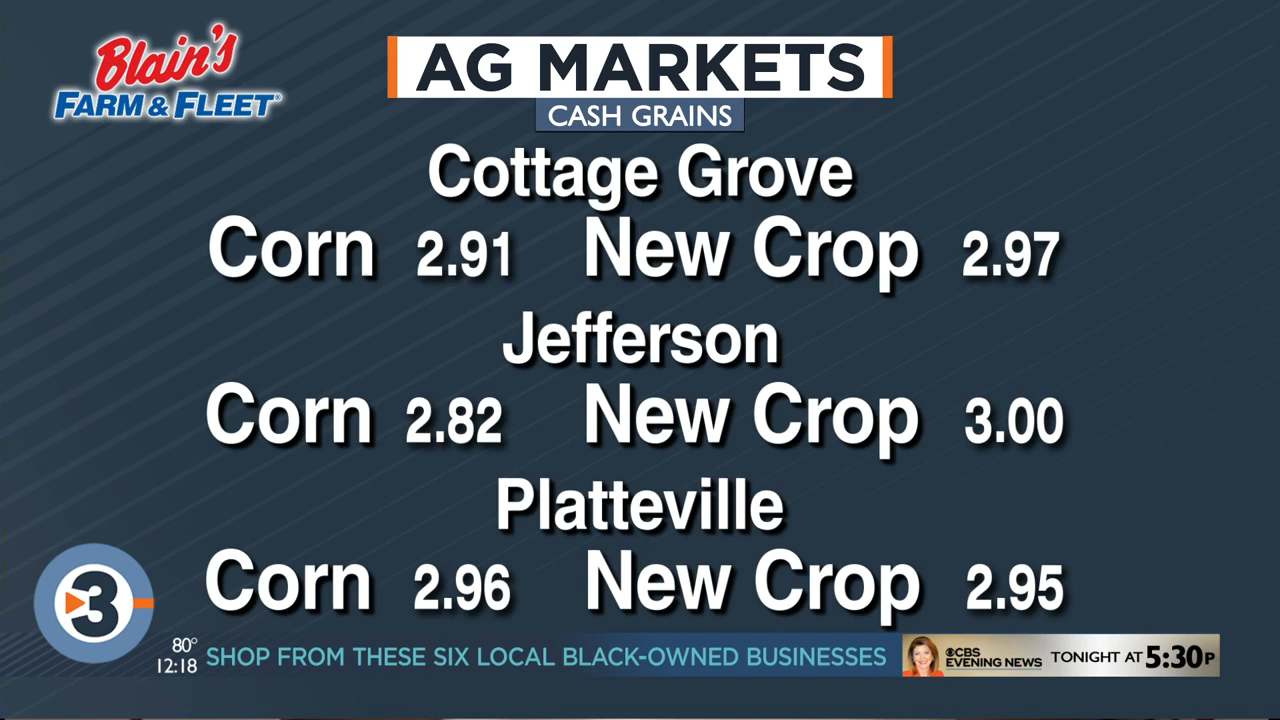 Blain's
FARM & FLEET®
AG MARKETS
CASH GRAINS
Cottage Grove
Corn 2.91 New Crop 2.97
Jefferson
Corn 2.82 New Crop 3.00
Platteville
Corn 2.96 New Crop 2.95
3
80°
12:18
SHOP FROM THESE SIX LOCAL BLACK-OWNED BUSINESSES
CBS
EVENING NEWS
TONIGHT AT 5:30P